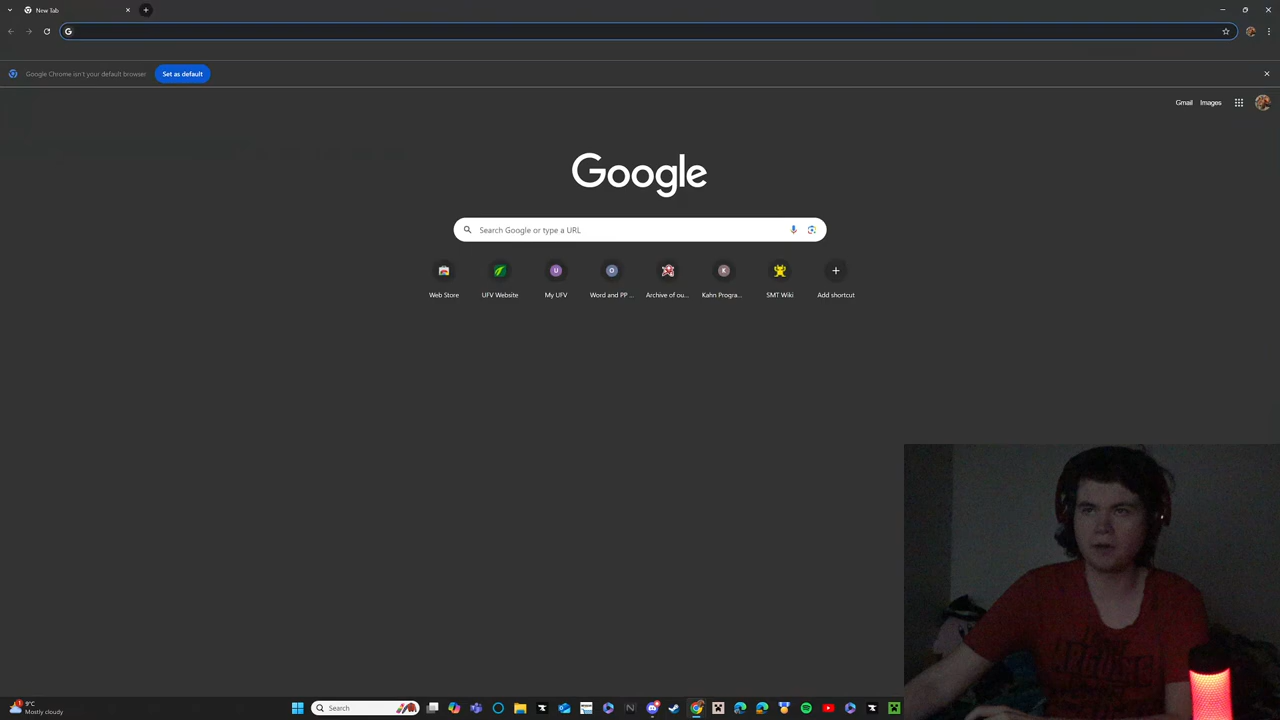 New Tab
Google Chrome isn't your default browser
Set as default
Gmail
Images
Google
Search Google or type a URL
Web Store
UFV Website
My UFV
Word and PP ...
Archive of ou...
Kahn Progra...
SMT Wiki
Add shortcut
U
O
K
9°C
Mostly cloudy
Search